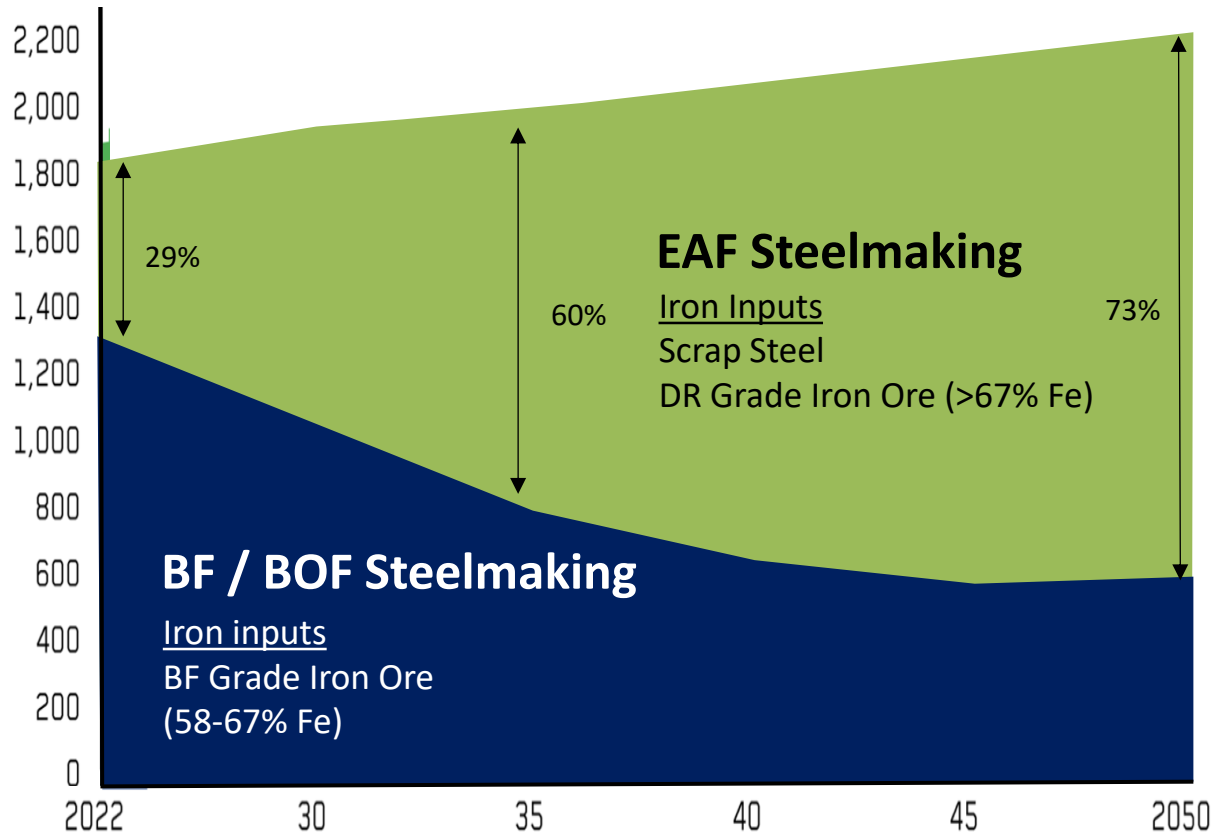 2,200
2,000
1,800
1,600
1,400
1,200
1,000
800
600
400
200
0
29%
60%
73%
EAF Steelmaking
Iron Inputs
Scrap Steel
DR Grade Iron Ore (>67% Fe)
BF / BOF Steelmaking
Iron inputs
BF Grade Iron Ore
(58-67% Fe)
2022 30 35 40 45 2050